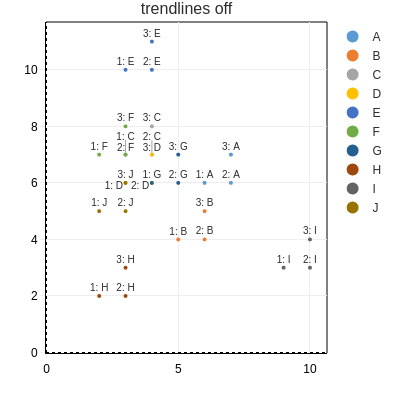 trendlines off
3: E
1: E 2: E
10
3: F 3: C
8
1: C 2: C
1: F 2: F 3: D 3: G 3: A
3: J 1: G 2: G 1: A 2: A
6
1: D 2: D
1: J 2: J 3: B
1: B 2: B 3: I
4
3: H 1: I 2: I
1: H 2: H
2
0
0 5 10
A
B
C
D
E
F
G
H
I
J